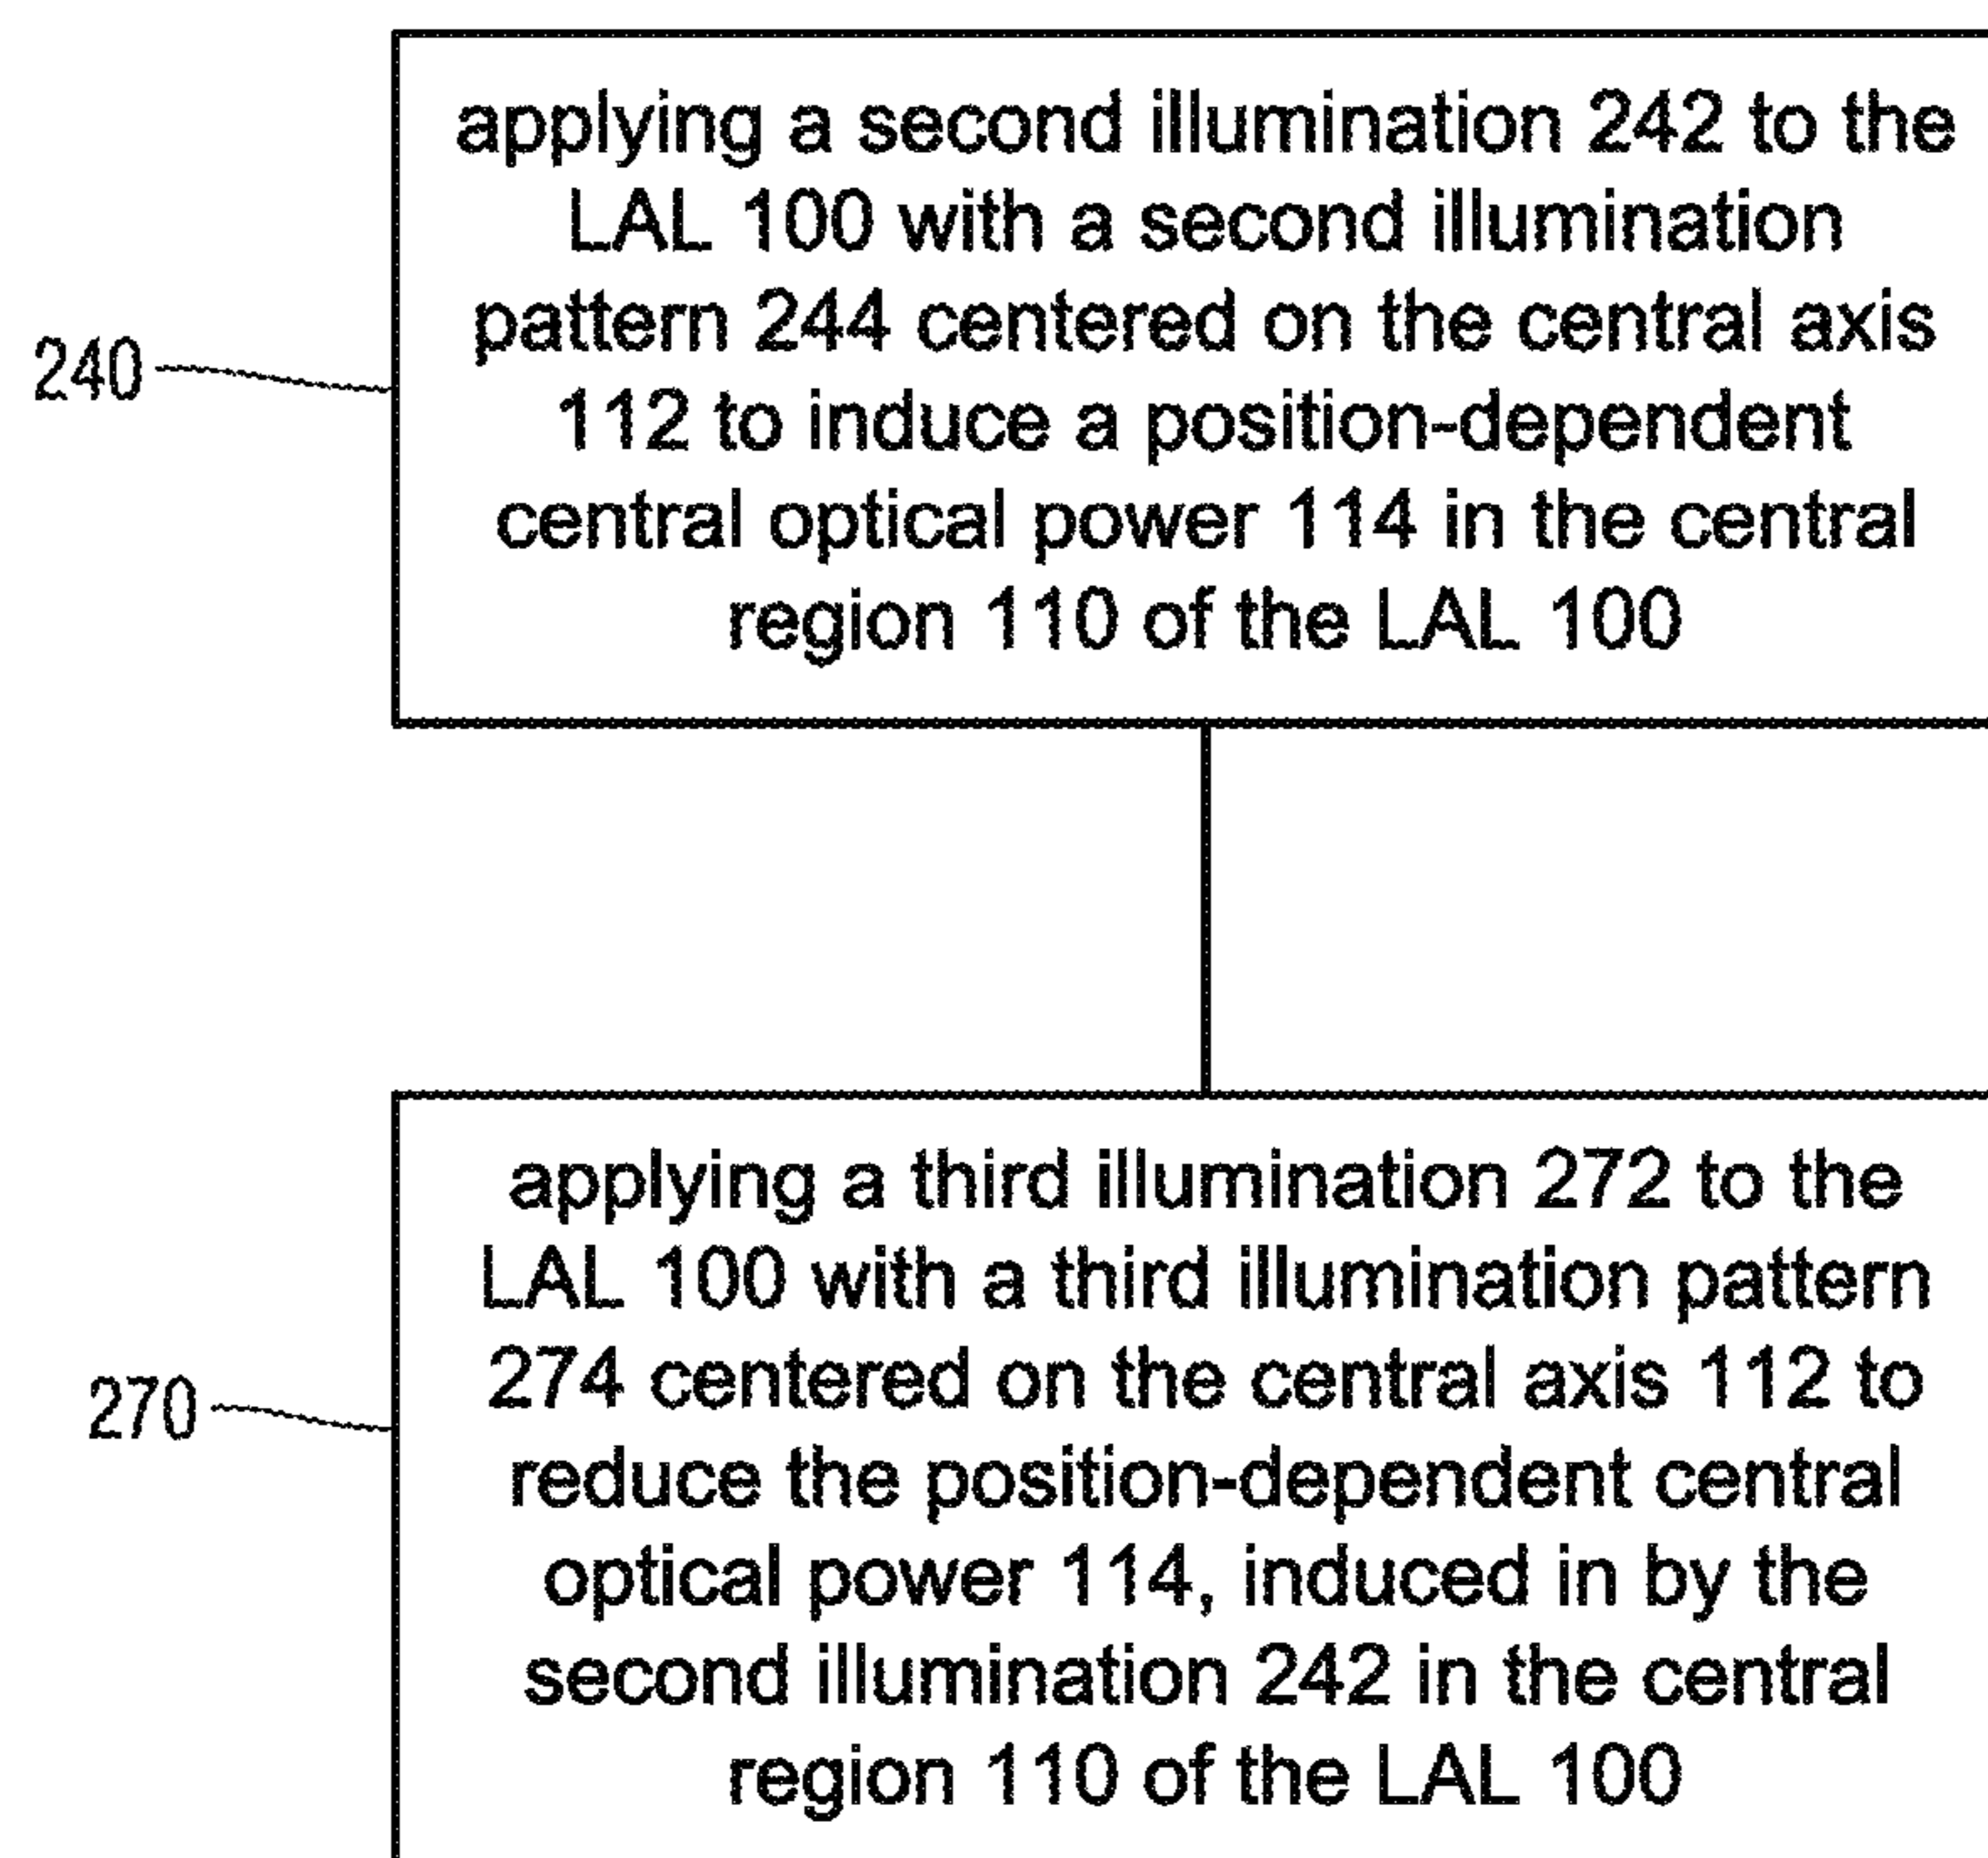 applying a second illumination 242 to the
LAL 100 with a second illumination
pattern 244 centered on the central axis
112 to induce a position-dependent
central optical power 114 in the central
region 110 of the LAL 100
240
applying a third illumination 272 to the
LAL 100 with a third illumination pattern
274 centered on the central axis 112 to
reduce the position-dependent central
optical power 114, induced in by the
second illumination 242 in the central
region 110 of the LAL 100
270